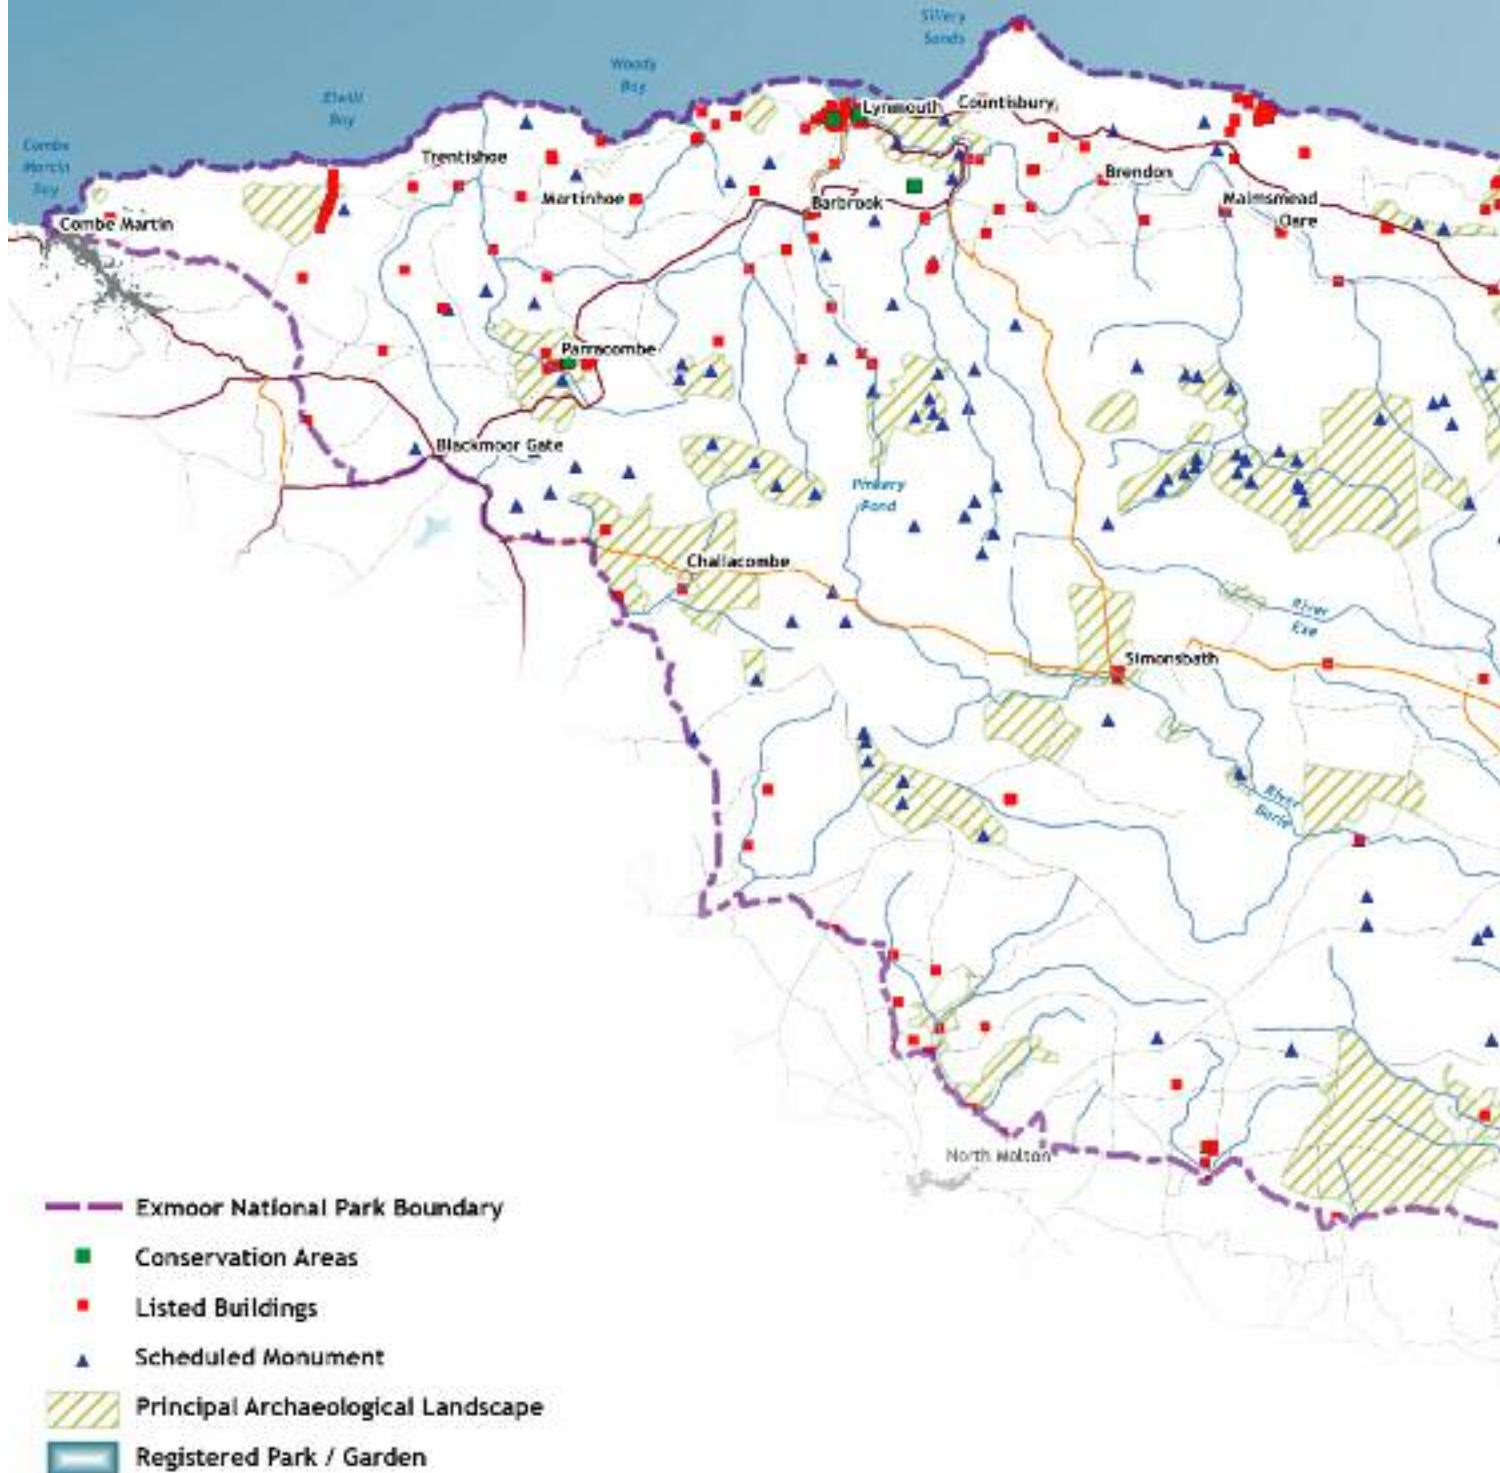 Sillery
Sands
Woody
Bay
Elwill
Bay
Combe
Martin
Bay
Lynmouth
Countisbury
Trentishoe
Brendon
Martinhoe
Barbrook
Malmsmead
Oare
Combe Martin
Parracombe
Blackmoor Gate
Pinkery
Pond
Challacombe
River
Exe
Simonsbath
River
Barle
North Molton
Exmoor National Park Boundary
Conservation Areas
Listed Buildings
Scheduled Monument
Principal Archaeological Landscape
Registered Park / Garden